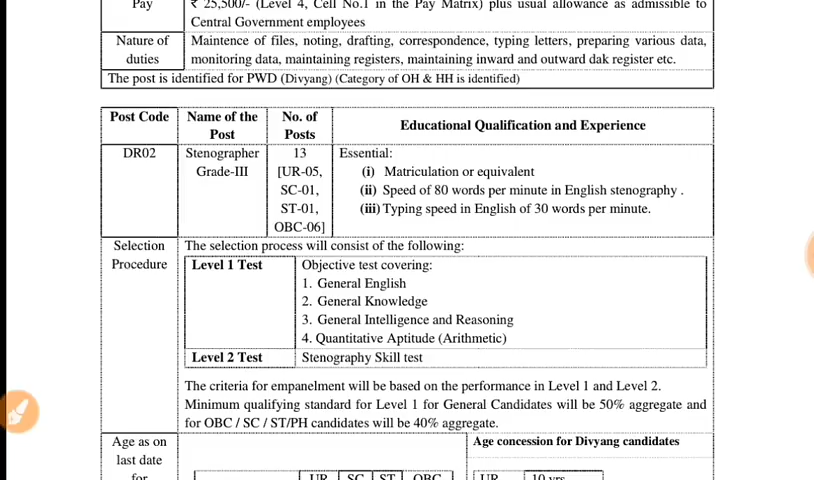 Pay
₹ 25,500/- (Level 4, Cell No.1 in the Pay Matrix) plus usual allowance as admissible to
Central Government employees
Nature of
duties
Maintence of files, noting, drafting, correspondence, typing letters, preparing various data,
monitoring data, maintaining registers, maintaining inward and outward dak register etc.
The post is identified for PWD (Divyang) (Category of OH & HH is identified)
Post Code
Name of the
Post
No. of
Posts
Educational Qualification and Experience
DR02
Stenographer
Grade-III
13
[UR-05,
SC-01,
ST-01,
OBC-06]
Essential:
(i) Matriculation or equivalent
(ii) Speed of 80 words per minute in English stenography .
(iii) Typing speed in English of 30 words per minute.
Selection
Procedure
The selection process will consist of the following:
Level 1 Test
Objective test covering:
1. General English
2. General Knowledge
3. General Intelligence and Reasoning
4. Quantitative Aptitude (Arithmetic)
Level 2 Test
Stenography Skill test
The criteria for empanelment will be based on the performance in Level 1 and Level 2.
Minimum qualifying standard for Level 1 for General Candidates will be 50% aggregate and
for OBC / SC / ST/PH candidates will be 40% aggregate.
Age as on
last date
for
Age concession for Divyang candidates
UR SC ST OBC
UR 10 yrs